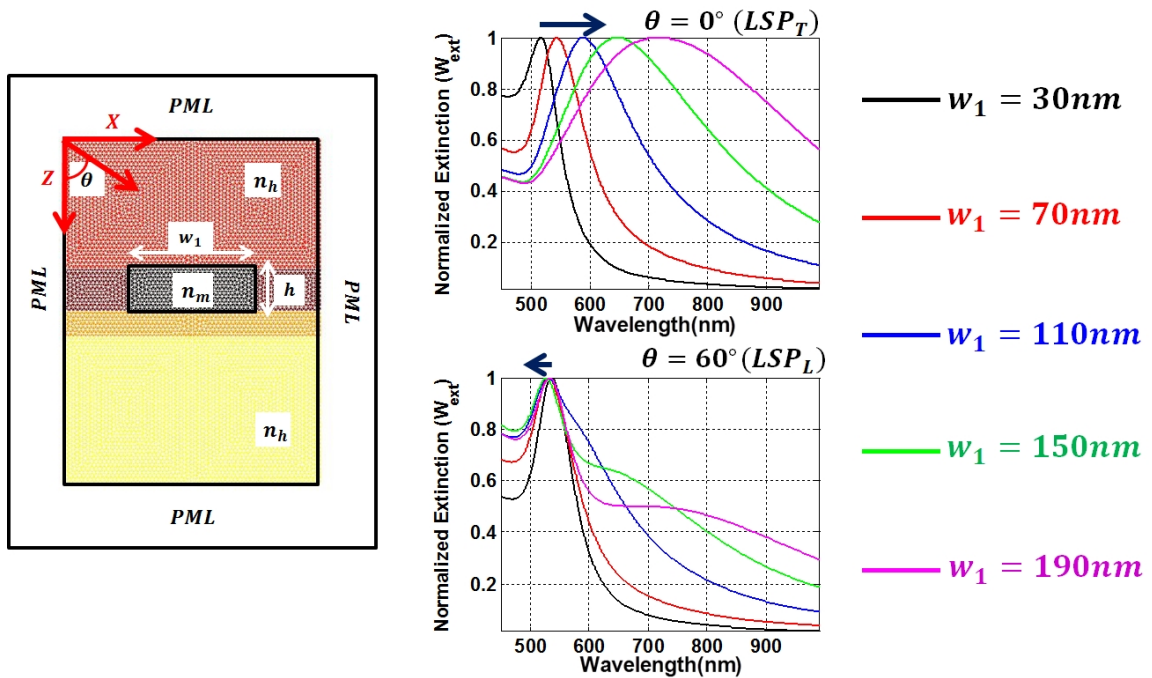 PML
X
Z
θ
n_h
w_1
PML
n_m
h
PML
n_h
PML
θ = 0° (LSP_T)
Normalized Extinction (W_ext)
1
0.8
0.6
0.4
0.2
500 600 700 800 900
Wavelength(nm)
θ = 60° (LSP_L)
Normalized Extinction (W_ext)
1
0.8
0.6
0.4
0.2
500 600 700 800 900
Wavelength(nm)
w_1 = 30nm
w_1 = 70nm
w_1 = 110nm
w_1 = 150nm
w_1 = 190nm